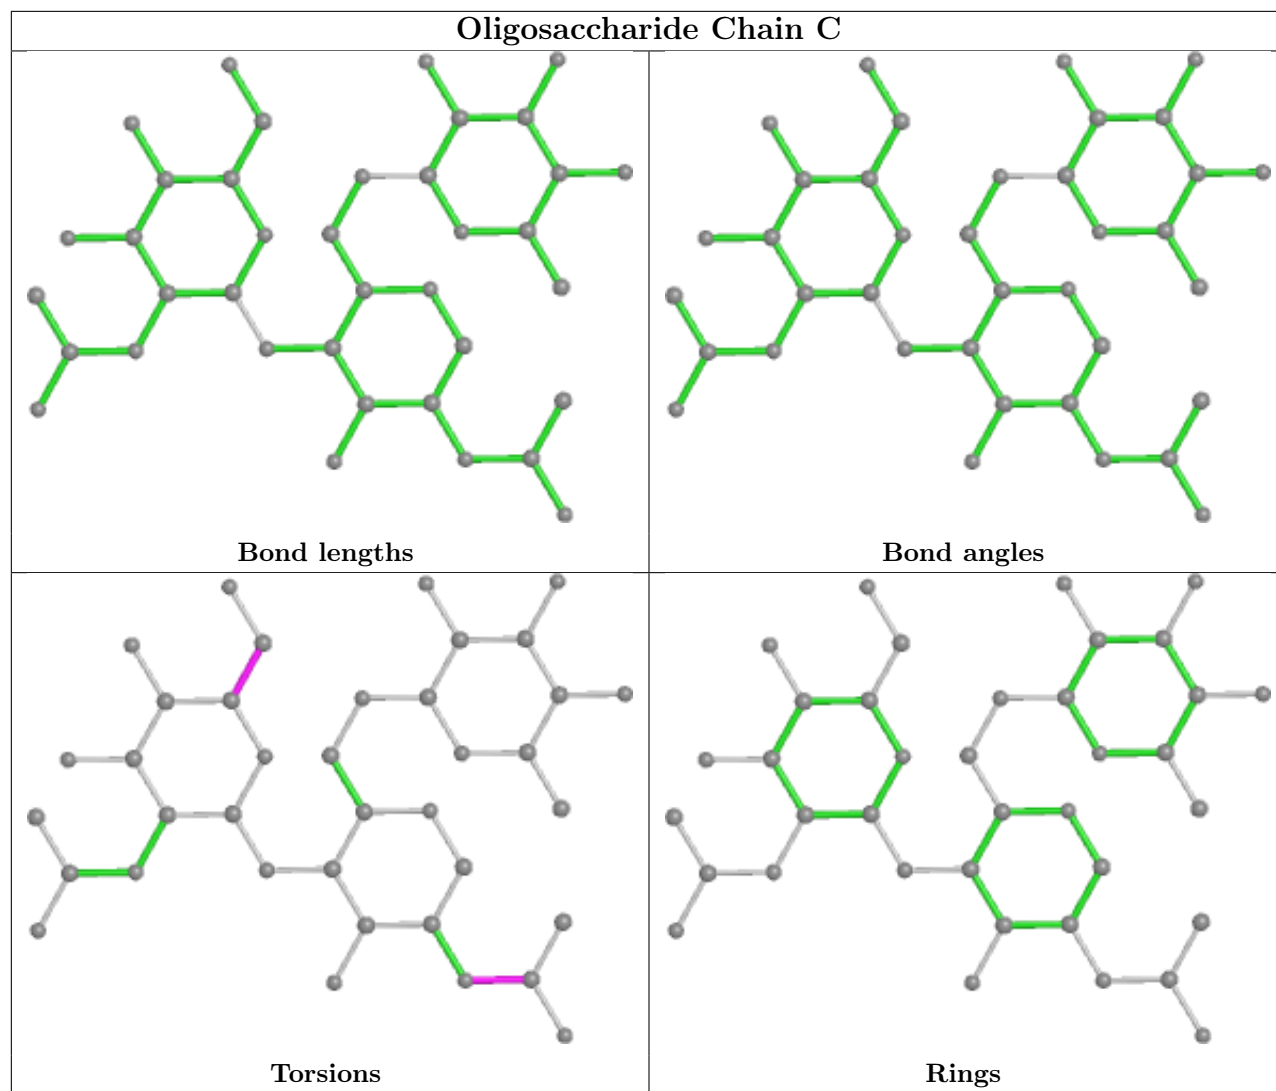 Oligosaccharide Chain C
Bond lengths
Bond angles
Torsions
Rings